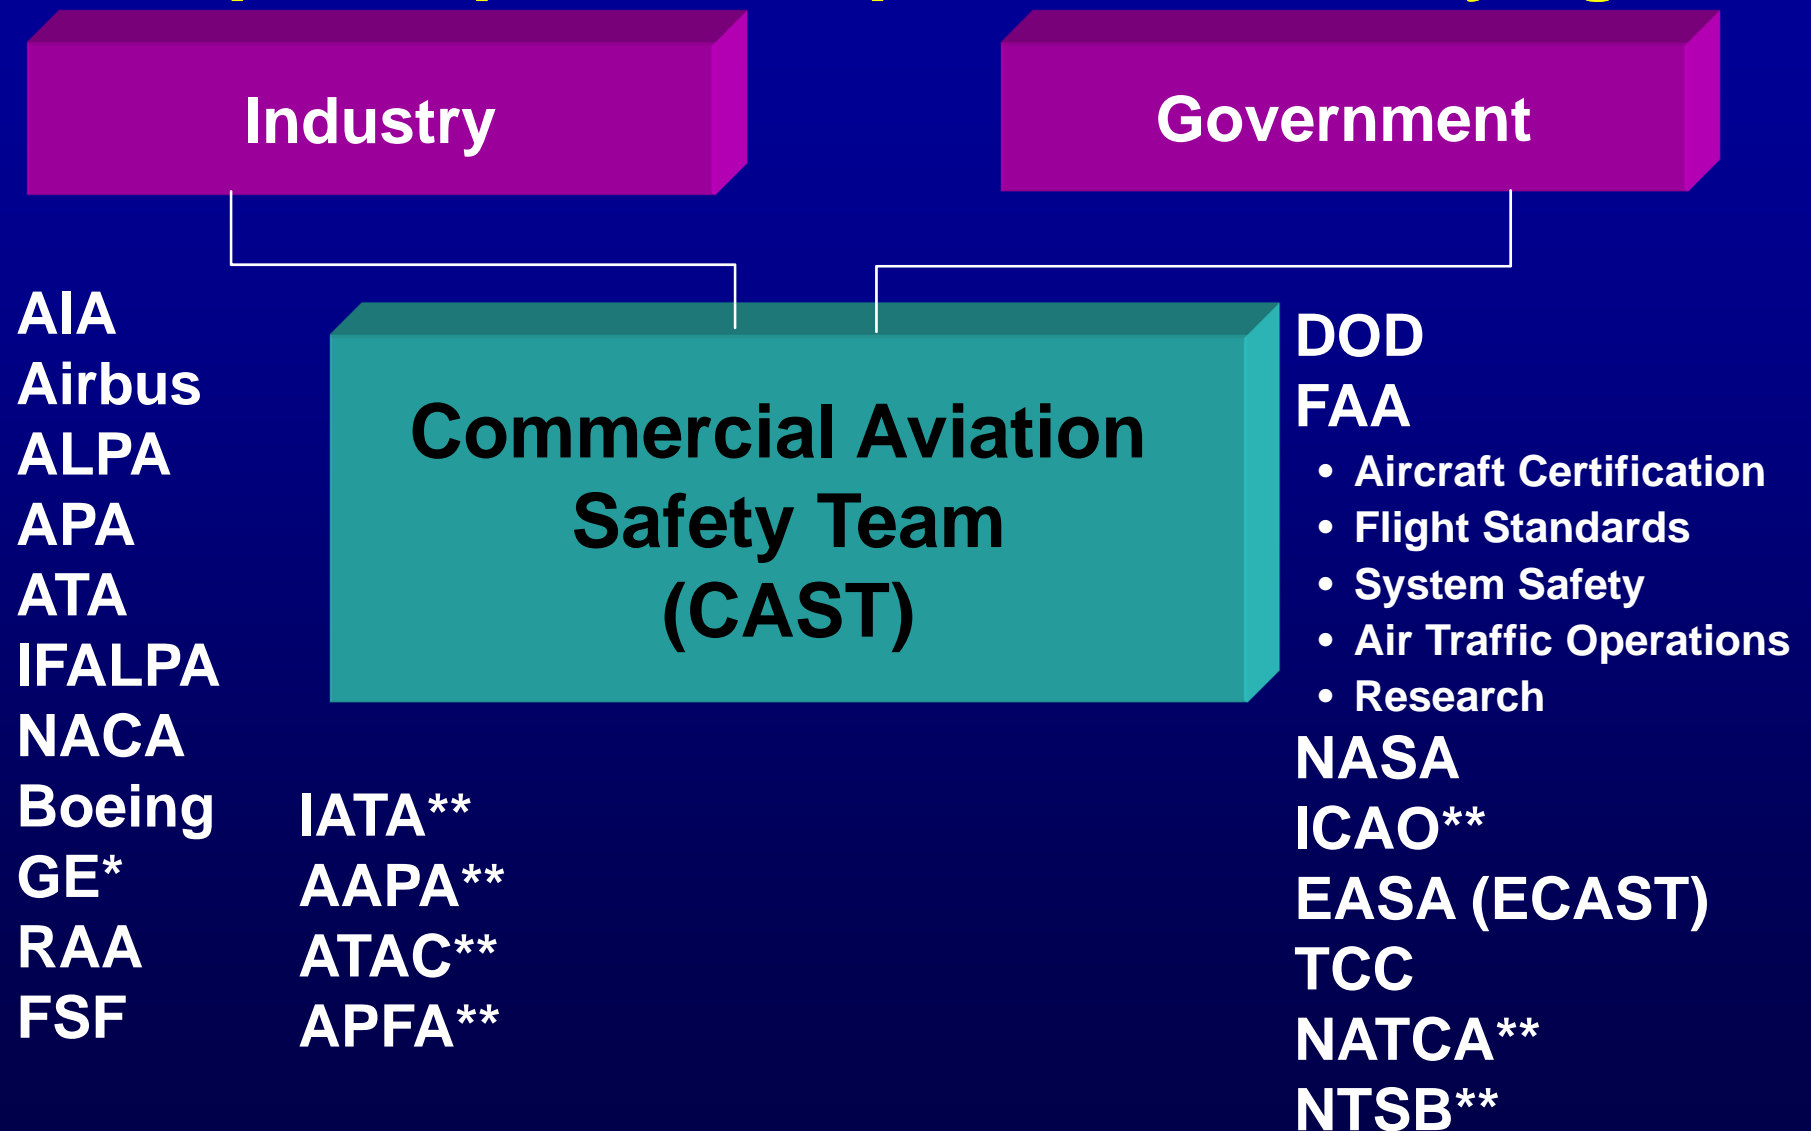 Industry
Government
Commercial Aviation
Safety Team
(CAST)
AIA
Airbus
ALPA
APA
ATA
IFALPA
NACA
Boeing
GE*
RAA
FSF
IATA**
AAPA**
ATAC**
APFA**
DOD
FAA
• Aircraft Certification
• Flight Standards
• System Safety
• Air Traffic Operations
• Research
NASA
ICAO**
EASA (ECAST)
TCC
NATCA**
NTSB**